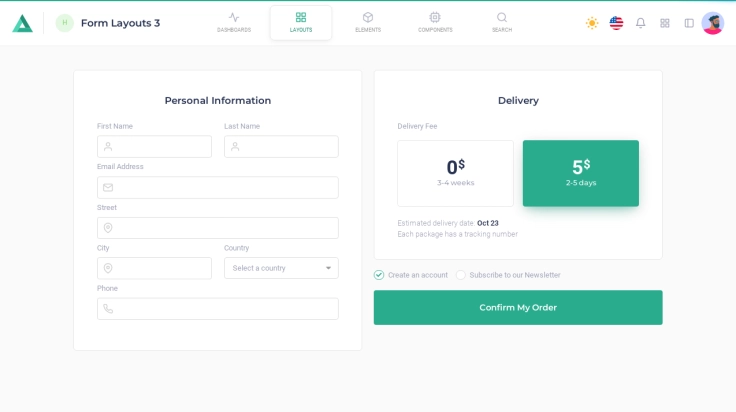 H
Form Layouts 3
DASHBOARDS
LAYOUTS
ELEMENTS
COMPONENTS
SEARCH
Personal Information
First Name
Last Name
Email Address
Street
City
Country
Select a country
Phone
Delivery
Delivery Fee
0$
3-4 weeks
5$
2-5 days
Estimated delivery date: Oct 23
Each package has a tracking number
Create an account
Subscribe to our Newsletter
Confirm My Order